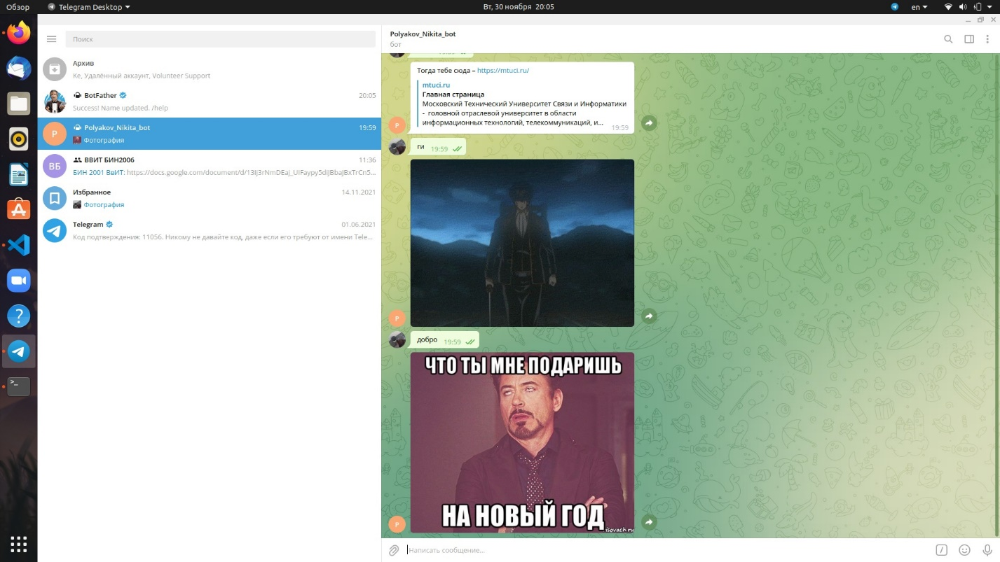 Обзор
Telegram Desktop
Вт, 30 ноября 20:05
en
Поиск
Архив
Ke, Удалённый аккаунт, Volunteer Support
BotFather
20:05
Success! Name updated. /help
P
Polyakov_Nikita_bot
19:59
Фотография
ВБ
ВВИТ БИН2006
11:36
БИН 2001 ВвИТ: https://docs.google.com/document/d/13Ij3rNmDEaj_UIFaypy5diJBbaJBxTrCn5...
Избранное
14.11.2021
Фотография
Telegram
01.06.2021
Код подтверждения: 11056. Никому не давайте код, даже если его требуют от имени Tele...
Polyakov_Nikita_bot
бот
Тогда тебе сюда – https://mtuci.ru/
mtuci.ru
Главная страница
Московский Технический Университет Связи и Информатики
- головной отраслевой университет в области
информационных технологий, телекоммуникаций, и...
19:59
P
ги 19:59
P
добро 19:59
ЧТО ТЫ МНЕ ПОДАРИШЬ
НА НОВЫЙ ГОД
isovach.ru
P
Написать сообщение...